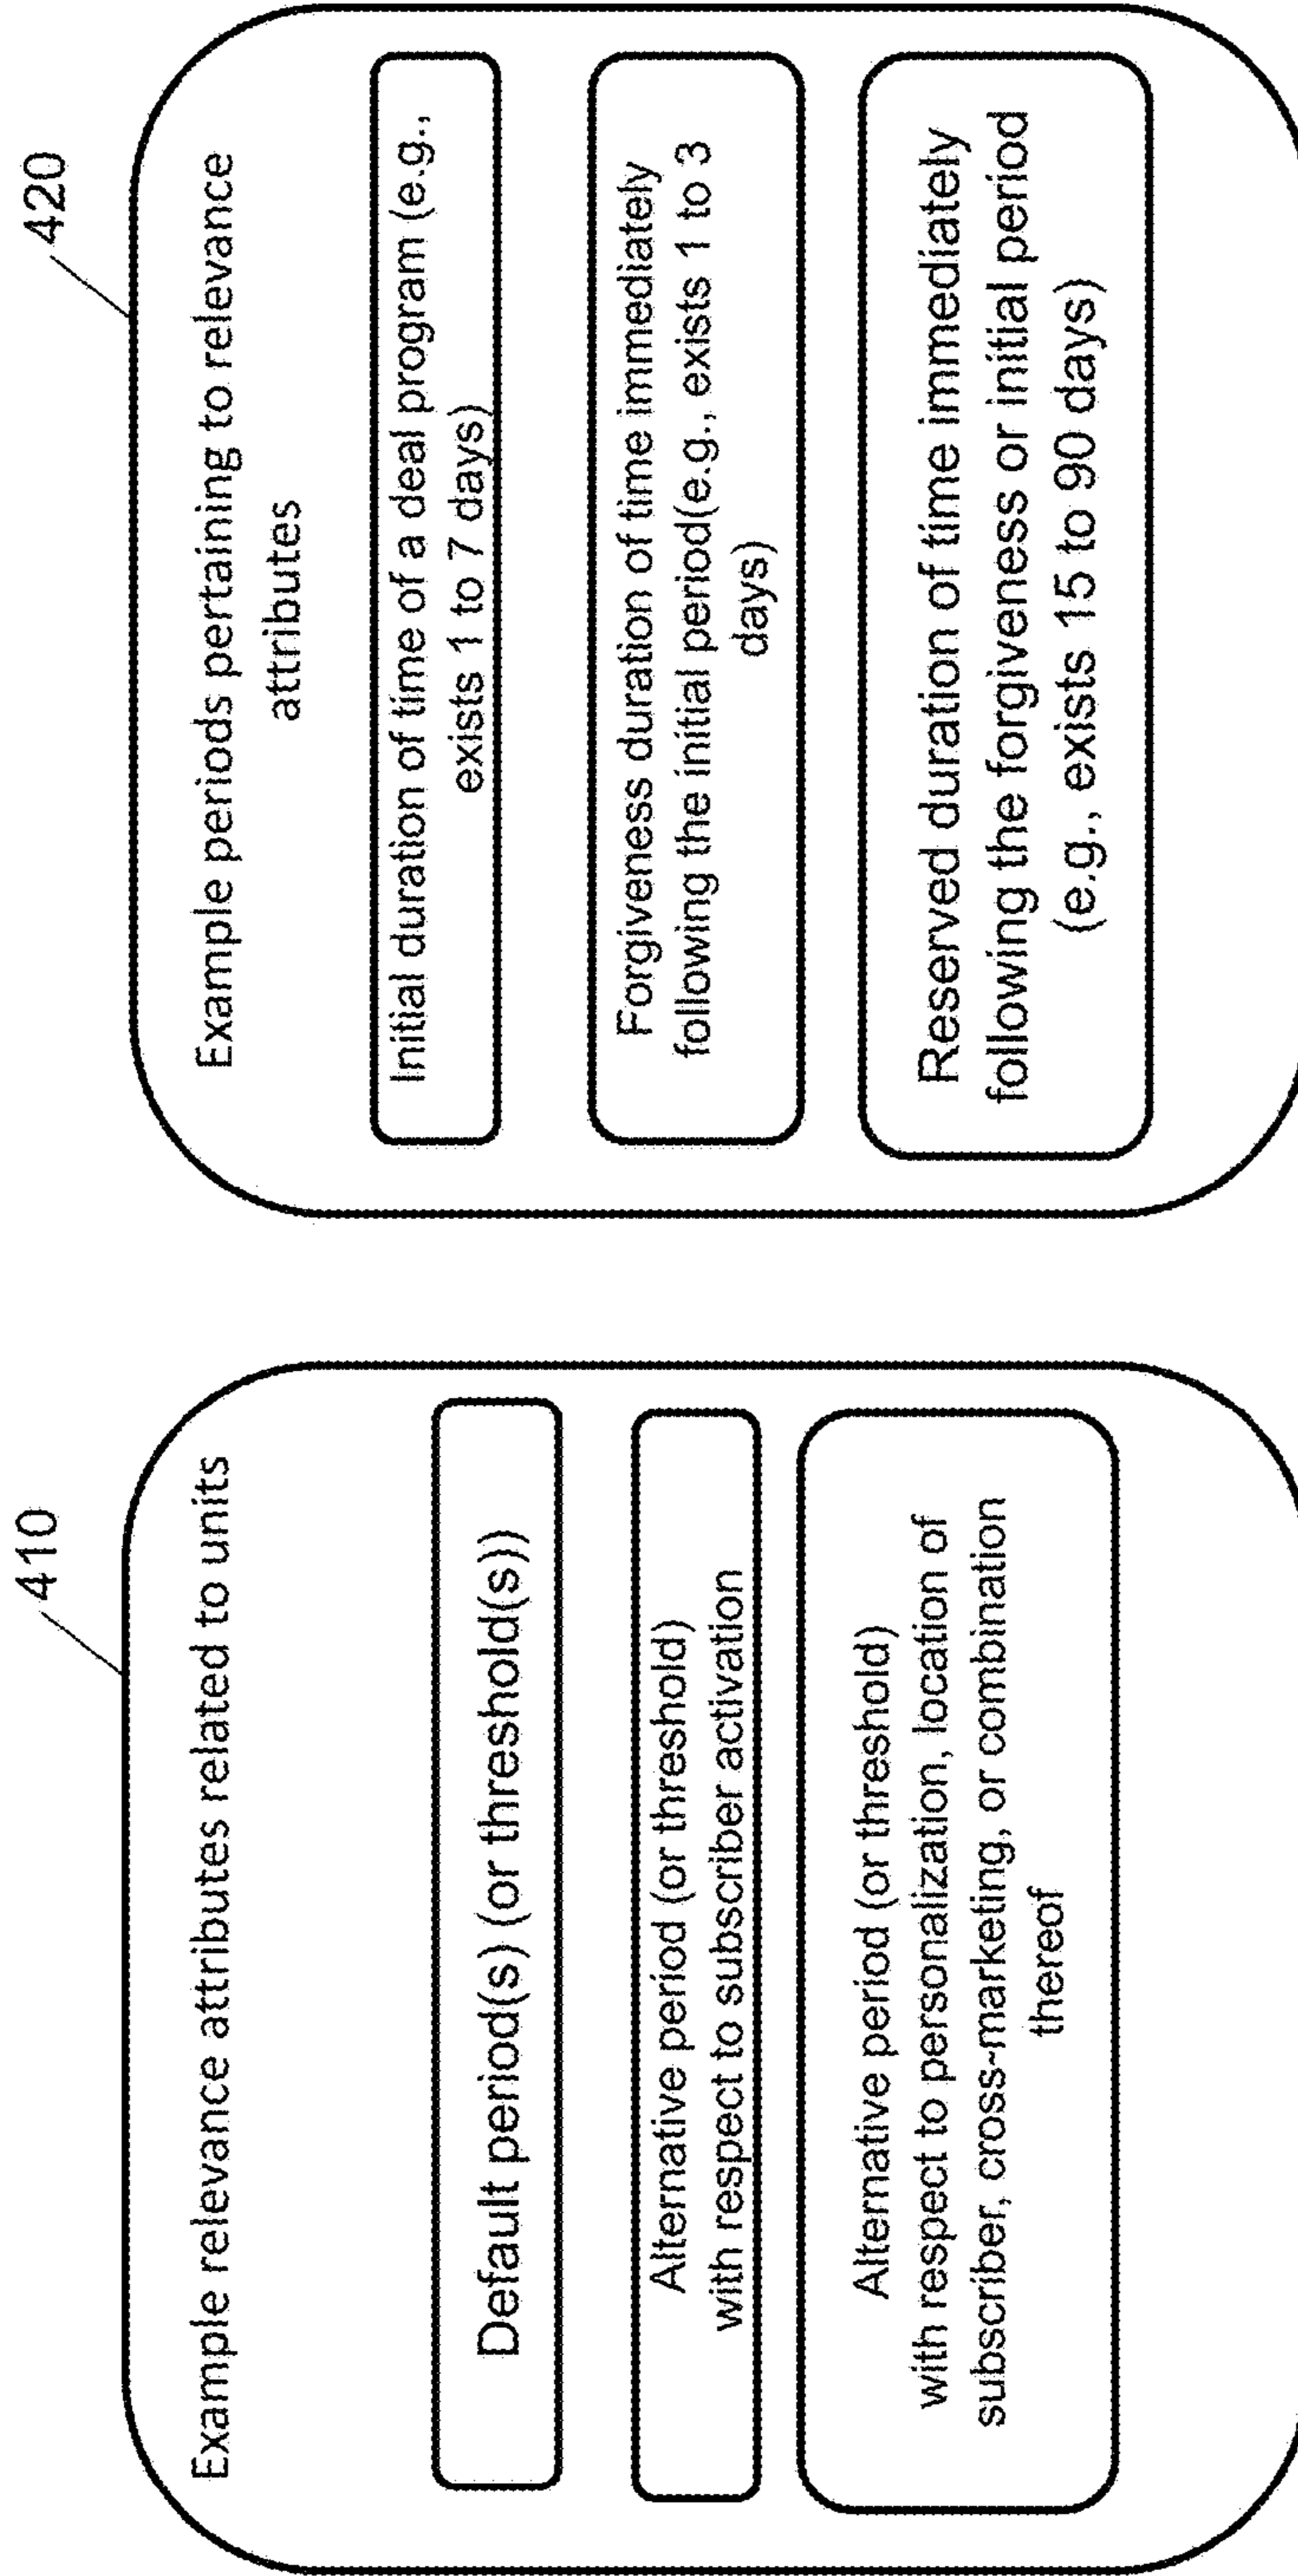 410
Example relevance attributes related to units
Default period(s) (or threshold(s))
Alternative period (or threshold)
with respect to subscriber activation
Alternative period (or threshold)
with respect to personalization, location of
subscriber, cross-marketing, or combination
thereof
420
Example periods pertaining to relevance
attributes
Initial duration of time of a deal program (e.g.,
exists 1 to 7 days)
Forgiveness duration of time immediately
following the initial period(e.g., exists 1 to 3
days)
Reserved duration of time immediately
following the forgiveness or initial period
(e.g., exists 15 to 90 days)